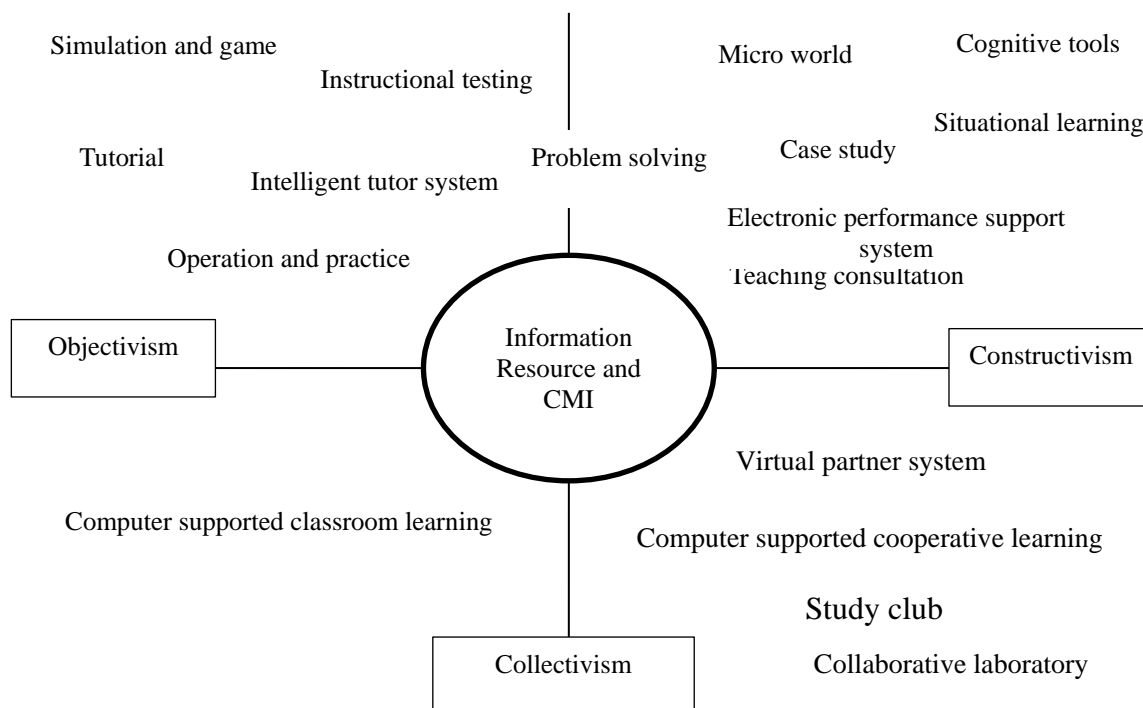 Simulation and game
Instructional testing
Micro world
Cognitive tools
Situational learning
Tutorial
Intelligent tutor system
Problem solving
Case study
Operation and practice
Electronic performance support
system
Teaching consultation
Objectivism
Information
Resource and
CMI
Constructivism
Virtual partner system
Computer supported classroom learning
Computer supported cooperative learning
Study club
Collectivism
Collaborative laboratory